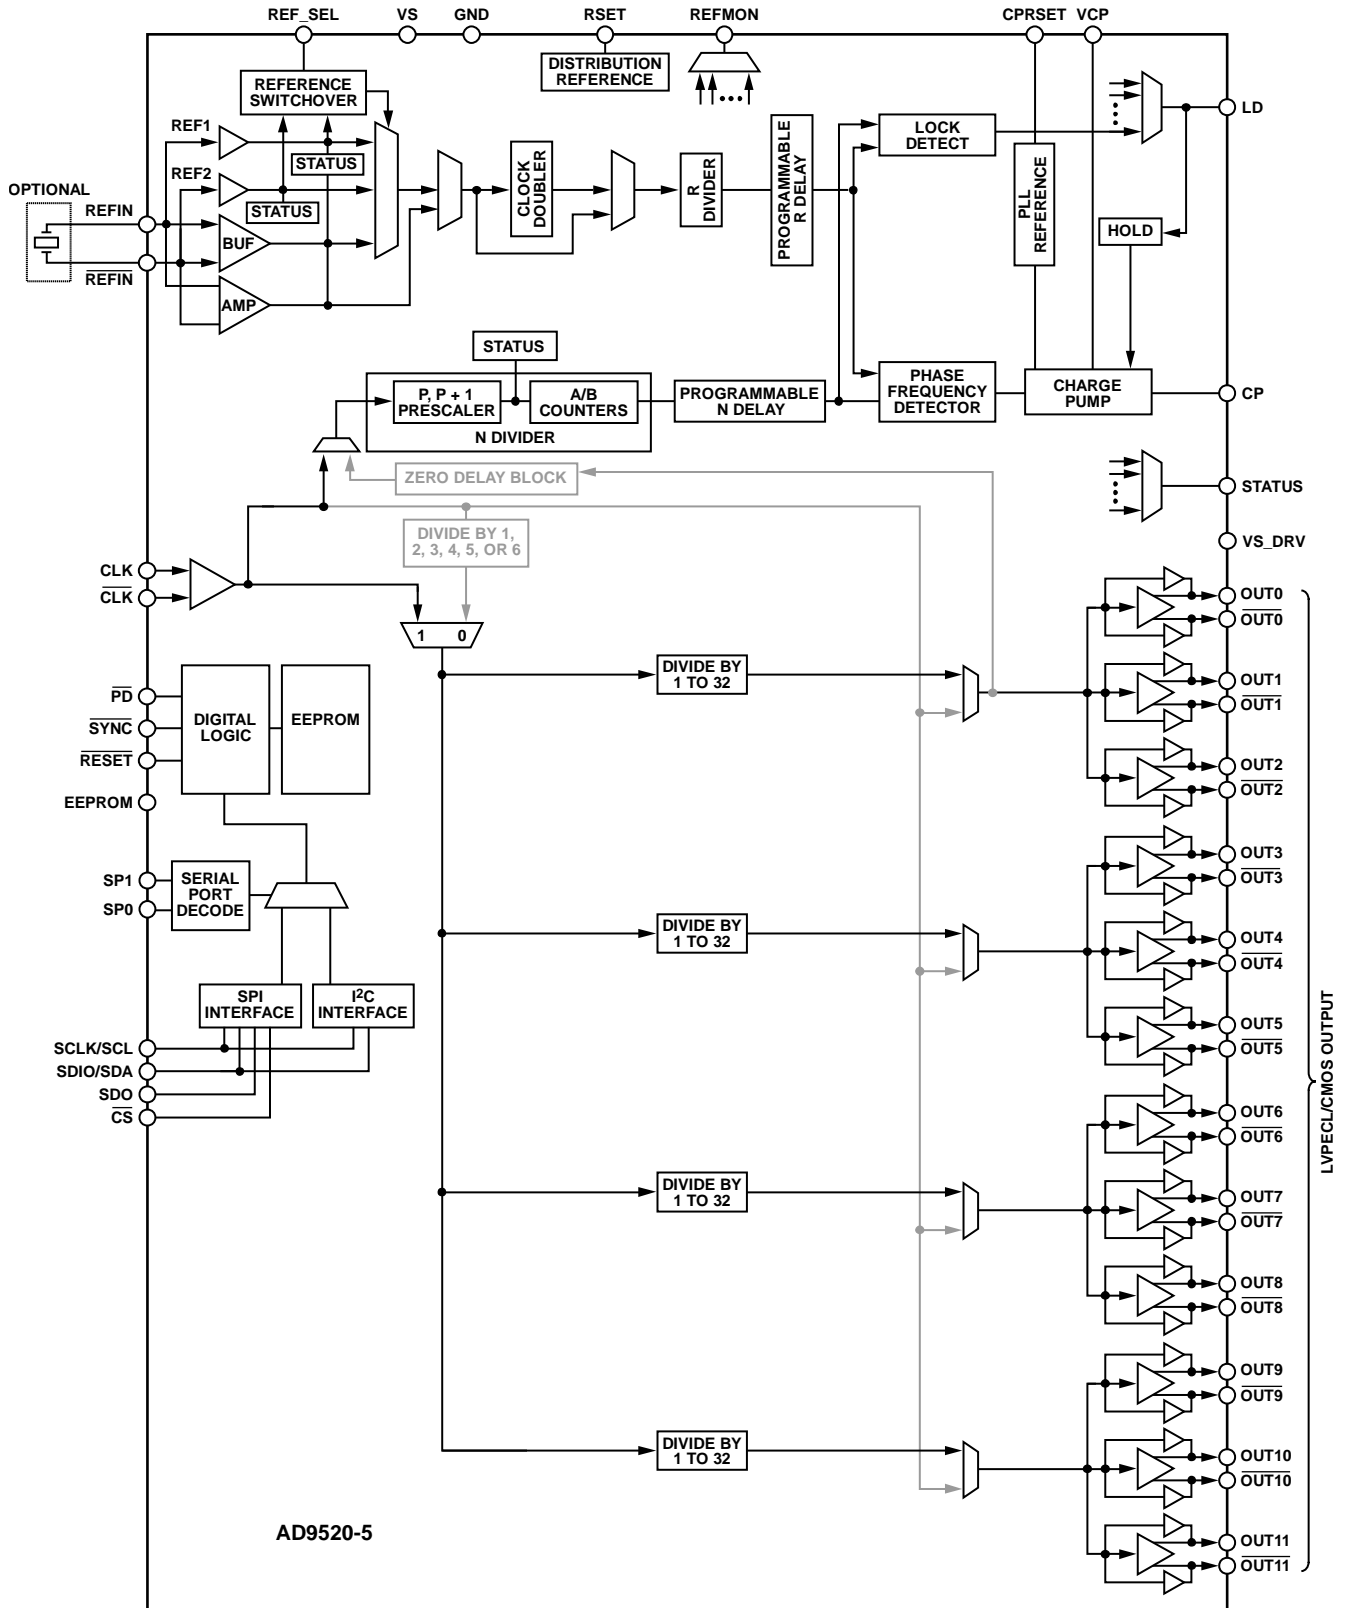 REF_SEL
VS
GND
RSET
REFMON
CPRSET
VCP
DISTRIBUTION
REFERENCE
REFERENCE
SWITCHOVER
LD
REF1
STATUS
LOCK
DETECT
REF2
STATUS
CLOCK
DOUBLER
R
DIVIDER
PROGRAMMABLE
R DELAY
PLL
REFERENCE
OPTIONAL
REFIN
REFIN
BUF
AMP
HOLD
STATUS
P, P + 1
PRESCALER
A/B
COUNTERS
N DIVIDER
PROGRAMMABLE
N DELAY
PHASE
FREQUENCY
DETECTOR
CHARGE
PUMP
CP
ZERO DELAY BLOCK
STATUS
DIVIDE BY 1,
2, 3, 4, 5, OR 6
VS_DRV
CLK
CLK
1 0
OUT0
OUT0
DIVIDE BY
1 TO 32
OUT1
OUT1
OUT2
OUT2
PD
SYNC
RESET
EEPROM
DIGITAL
LOGIC
EEPROM
SP1
SP0
SERIAL
PORT
DECODE
OUT3
OUT3
DIVIDE BY
1 TO 32
OUT4
OUT4
OUT5
OUT5
SPI
INTERFACE
I2C
INTERFACE
SCLK/SCL
SDIO/SDA
SDO
CS
LVPECL/CMOS OUTPUT
OUT6
OUT6
DIVIDE BY
1 TO 32
OUT7
OUT7
OUT8
OUT8
OUT9
OUT9
DIVIDE BY
1 TO 32
OUT10
OUT10
OUT11
OUT11
AD9520-5